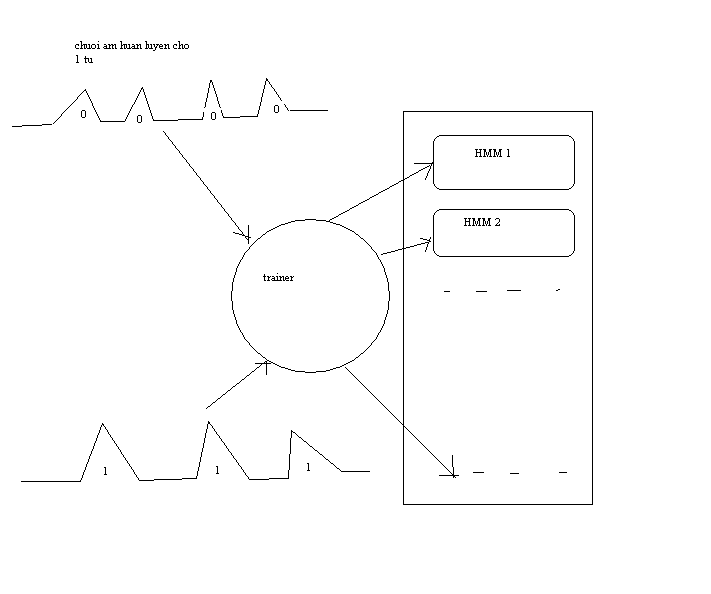 chuoi am huan luyen cho
1 tu
0 0 0 0
HMM 1
HMM 2
trainer
1 1 1